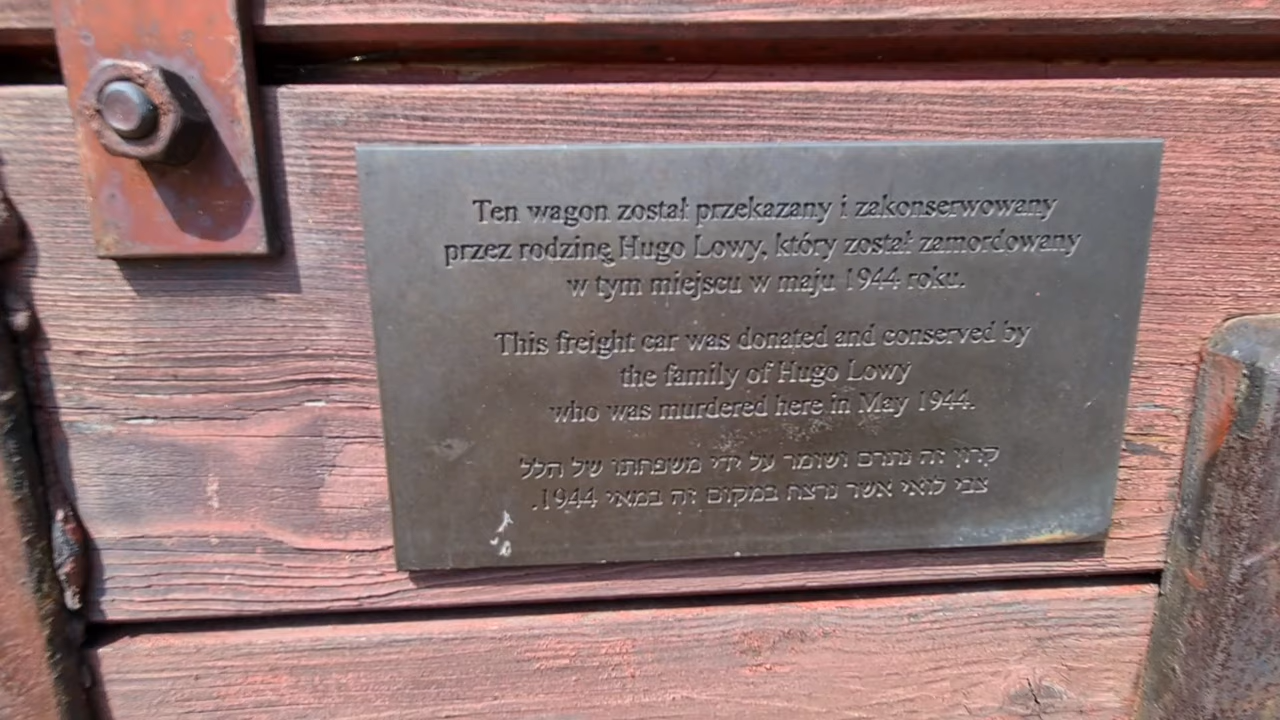 Ten wagon został przekazany i zakonserwowany
przez rodzinę Hugo Lowy, który został zamordowany
w tym miejscu w maju 1944 roku.
This freight car was donated and conserved by
the family of Hugo Lowy
who was murdered here in May 1944.
קרון זה נתרם ושומר על ידי משפחתו של הלל
צבי לואי אשר נרצח במקום זה במאי 1944.